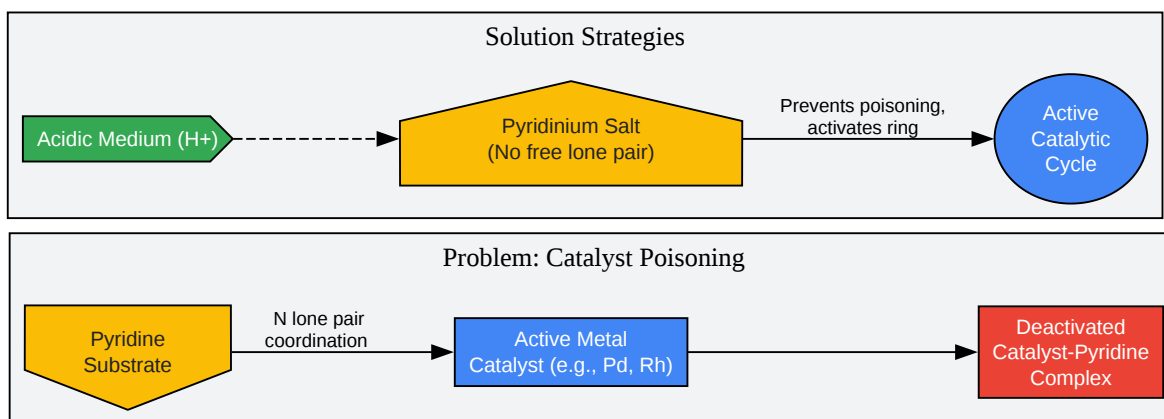 Solution Strategies
Acidic Medium (H+)
Pyridinium Salt
(No free lone pair)
Prevents poisoning,
activates ring
Active
Catalytic
Cycle
Problem: Catalyst Poisoning
Pyridine
Substrate
N lone pair
coordination
Active Metal
Catalyst (e.g., Pd, Rh)
Deactivated
Catalyst-Pyridine
Complex